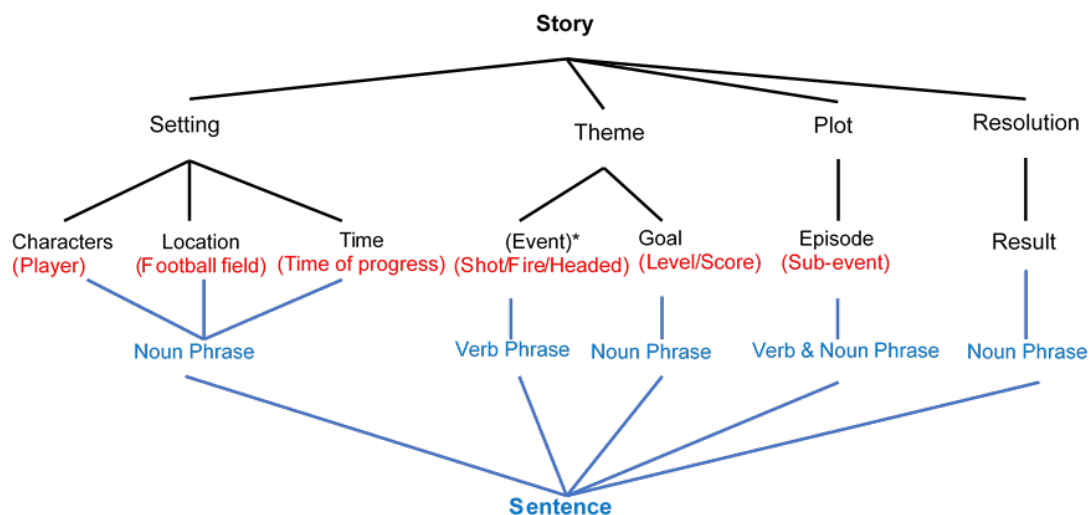 Story
Setting
Theme
Plot
Resolution
Characters
(Player)
Location
(Football field)
Time
(Time of progress)
(Event)*
(Shot/Fire/Headed)
Goal
(Level/Score)
Episode
(Sub-event)
Result
Noun Phrase
Verb Phrase
Noun Phrase
Verb & Noun Phrase
Noun Phrase
Sentence